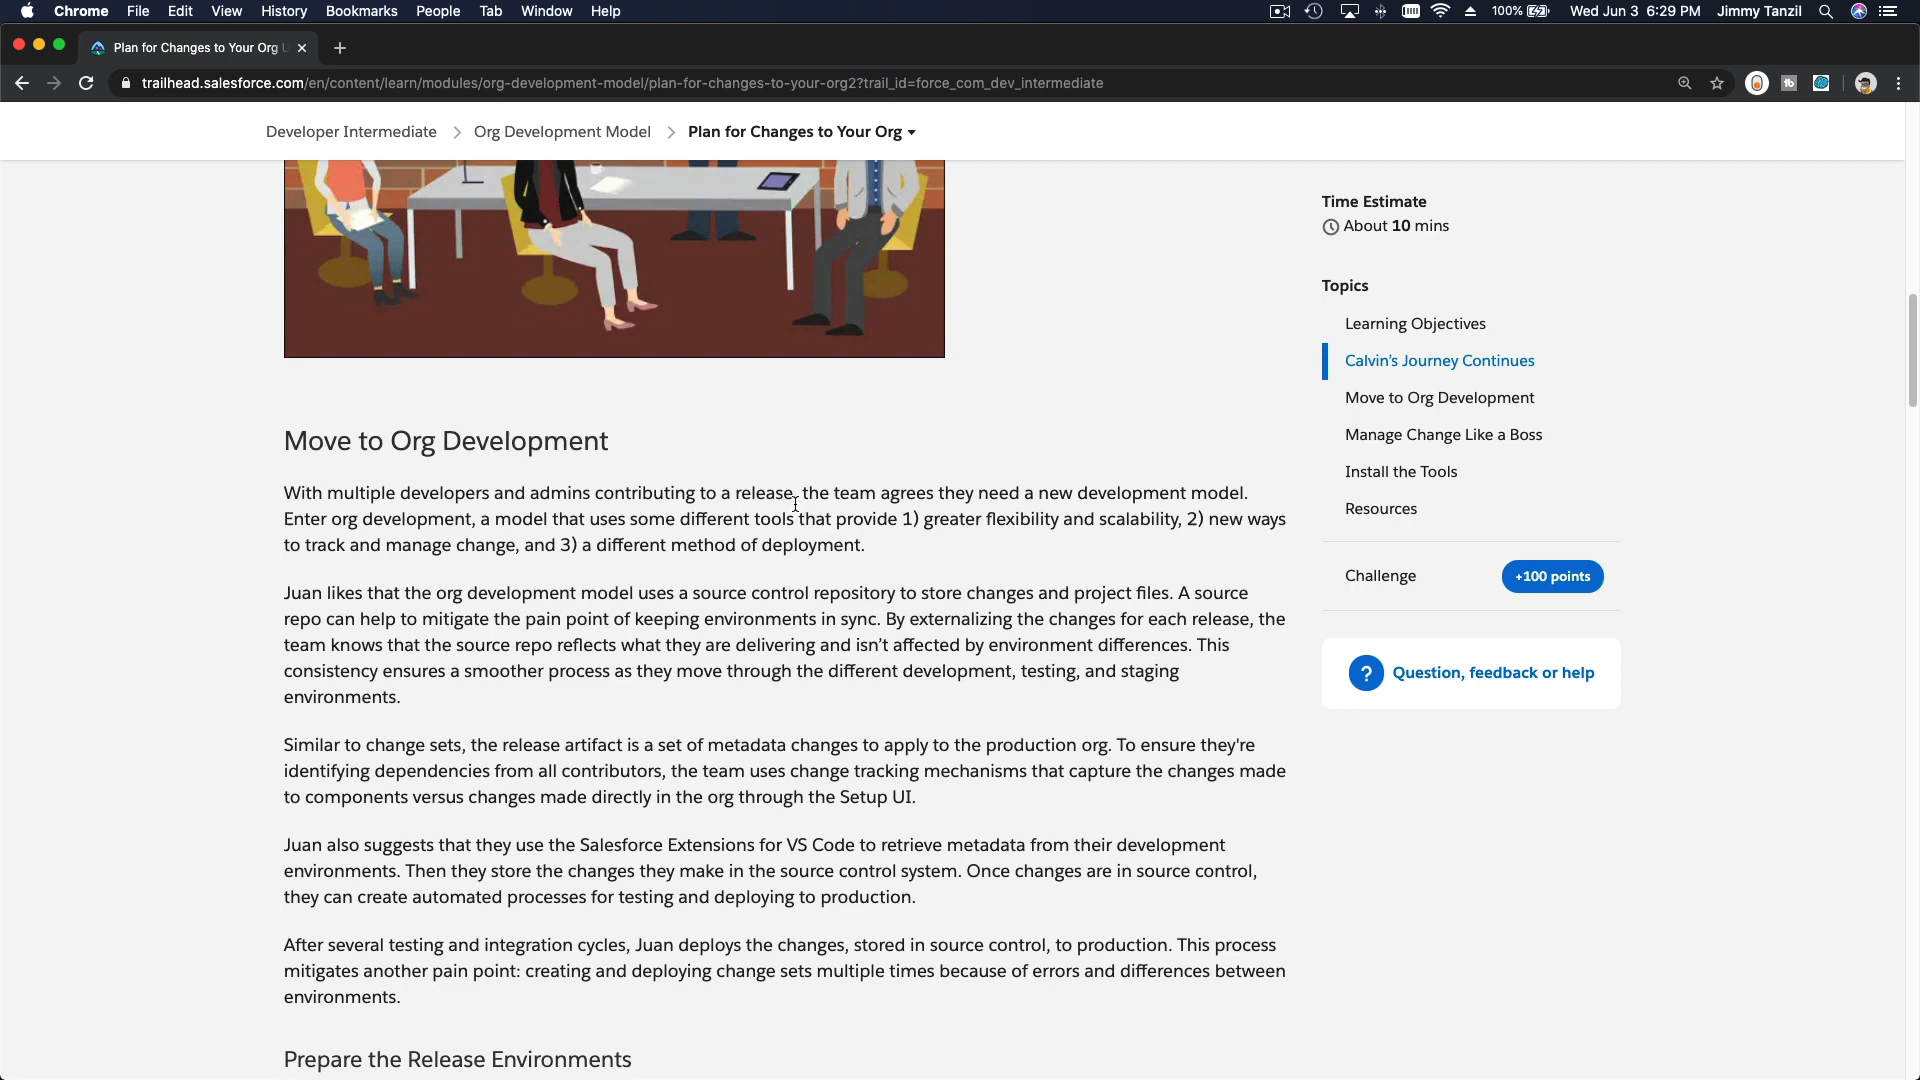 Chrome File Edit View History Bookmarks People Tab Window Help
100% Wed Jun 3 6:29 PM Jimmy Tanzil
Plan for Changes to Your Org U
trailhead.salesforce.com/en/content/learn/modules/org-development-model/plan-for-changes-to-your-org2?trail_id=force_com_dev_intermediate
Developer Intermediate > Org Development Model > Plan for Changes to Your Org
Move to Org Development
With multiple developers and admins contributing to a release, the team agrees they need a new development model.
Enter org development, a model that uses some different tools that provide 1) greater flexibility and scalability, 2) new ways
to track and manage change, and 3) a different method of deployment.
Juan likes that the org development model uses a source control repository to store changes and project files. A source
repo can help to mitigate the pain point of keeping environments in sync. By externalizing the changes for each release, the
team knows that the source repo reflects what they are delivering and isn’t affected by environment differences. This
consistency ensures a smoother process as they move through the different development, testing, and staging
environments.
Similar to change sets, the release artifact is a set of metadata changes to apply to the production org. To ensure they're
identifying dependencies from all contributors, the team uses change tracking mechanisms that capture the changes made
to components versus changes made directly in the org through the Setup UI.
Juan also suggests that they use the Salesforce Extensions for VS Code to retrieve metadata from their development
environments. Then they store the changes they make in the source control system. Once changes are in source control,
they can create automated processes for testing and deploying to production.
After several testing and integration cycles, Juan deploys the changes, stored in source control, to production. This process
mitigates another pain point: creating and deploying change sets multiple times because of errors and differences between
environments.
Prepare the Release Environments
Time Estimate
About 10 mins
Topics
Learning Objectives
Calvin’s Journey Continues
Move to Org Development
Manage Change Like a Boss
Install the Tools
Resources
Challenge +100 points
? Question, feedback or help